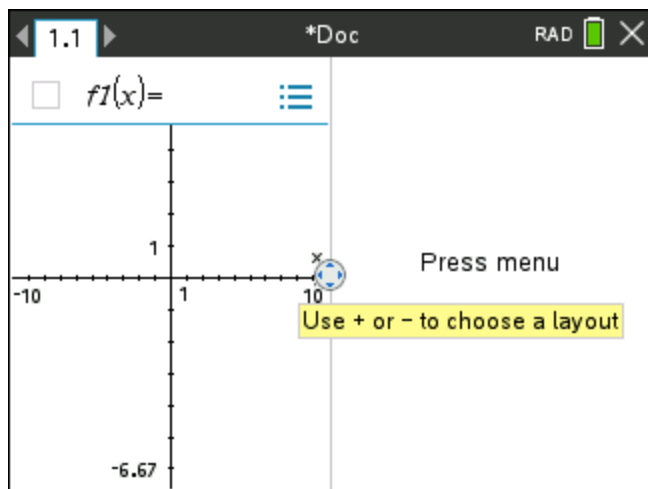 1.1 *Doc RAD
f1(x)=
1
x
-10 1 10
Press menu
Use + or - to choose a layout
-6.67